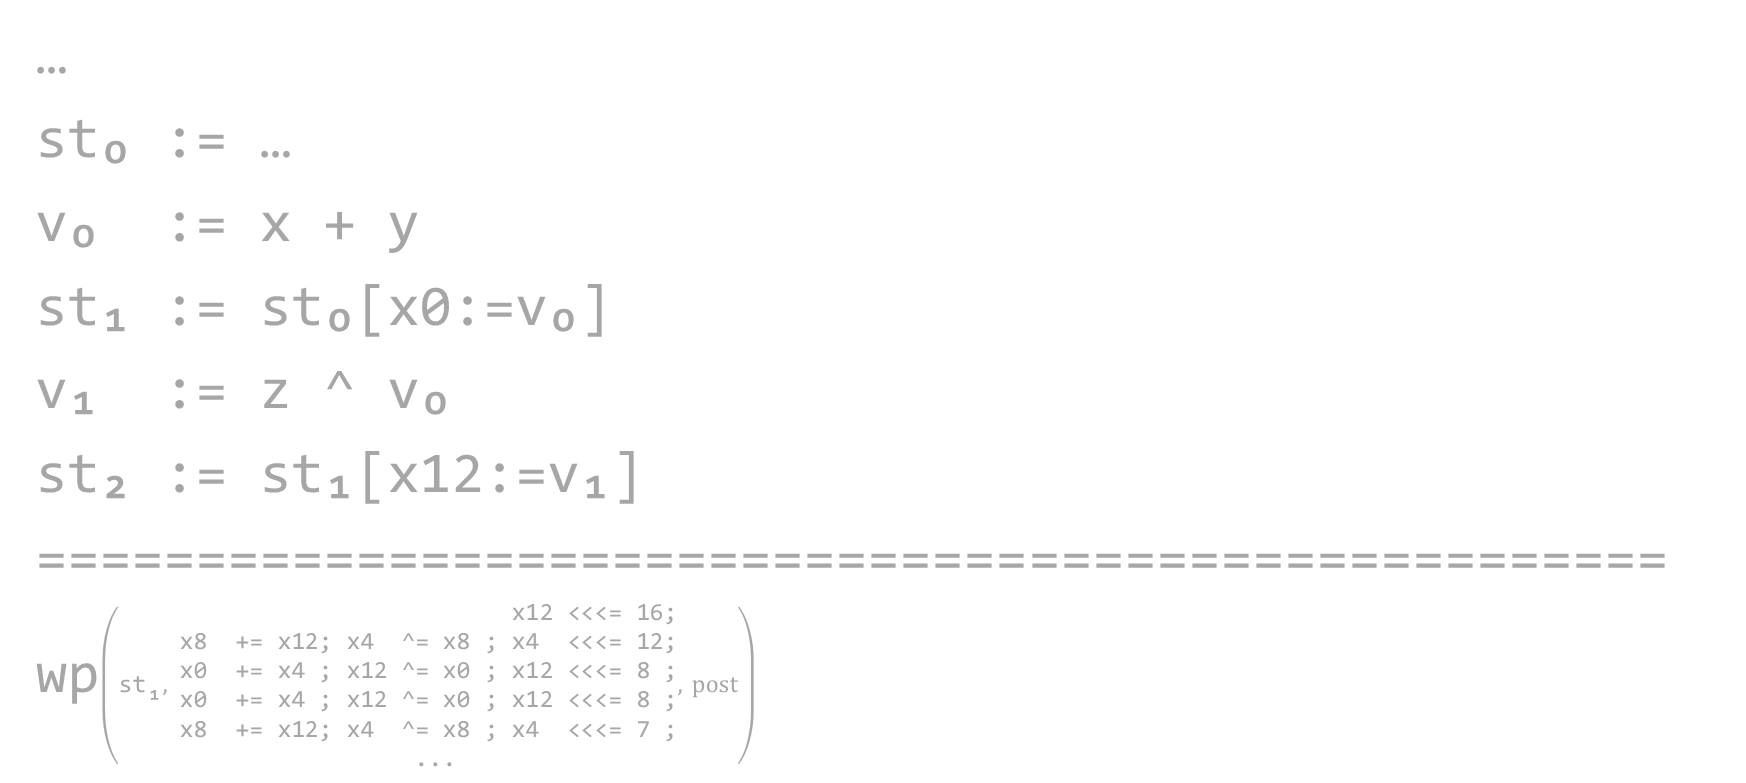 …
st₀ := …
v₀  := x + y
st₁ := st₀[x0:=v₀]
v₁  := z ^ v₀
st₂ := st₁[x12:=v₁]
===================================================
x12 <<<= 16;
x8  += x12; x4  ^= x8 ; x4  <<<= 12;
wp(st₁, x0  += x4 ; x12 ^= x0 ; x12 <<<= 8 ;, post)
x0  += x4 ; x12 ^= x0 ; x12 <<<= 8 ;
x8  += x12; x4  ^= x8 ; x4  <<<= 7 ;
...